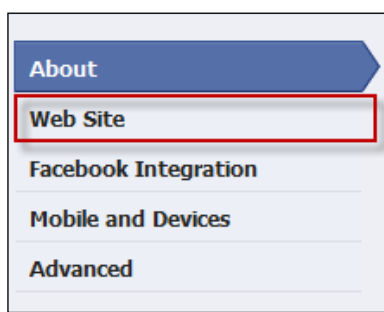 About
Web Site
Facebook Integration
Mobile and Devices
Advanced